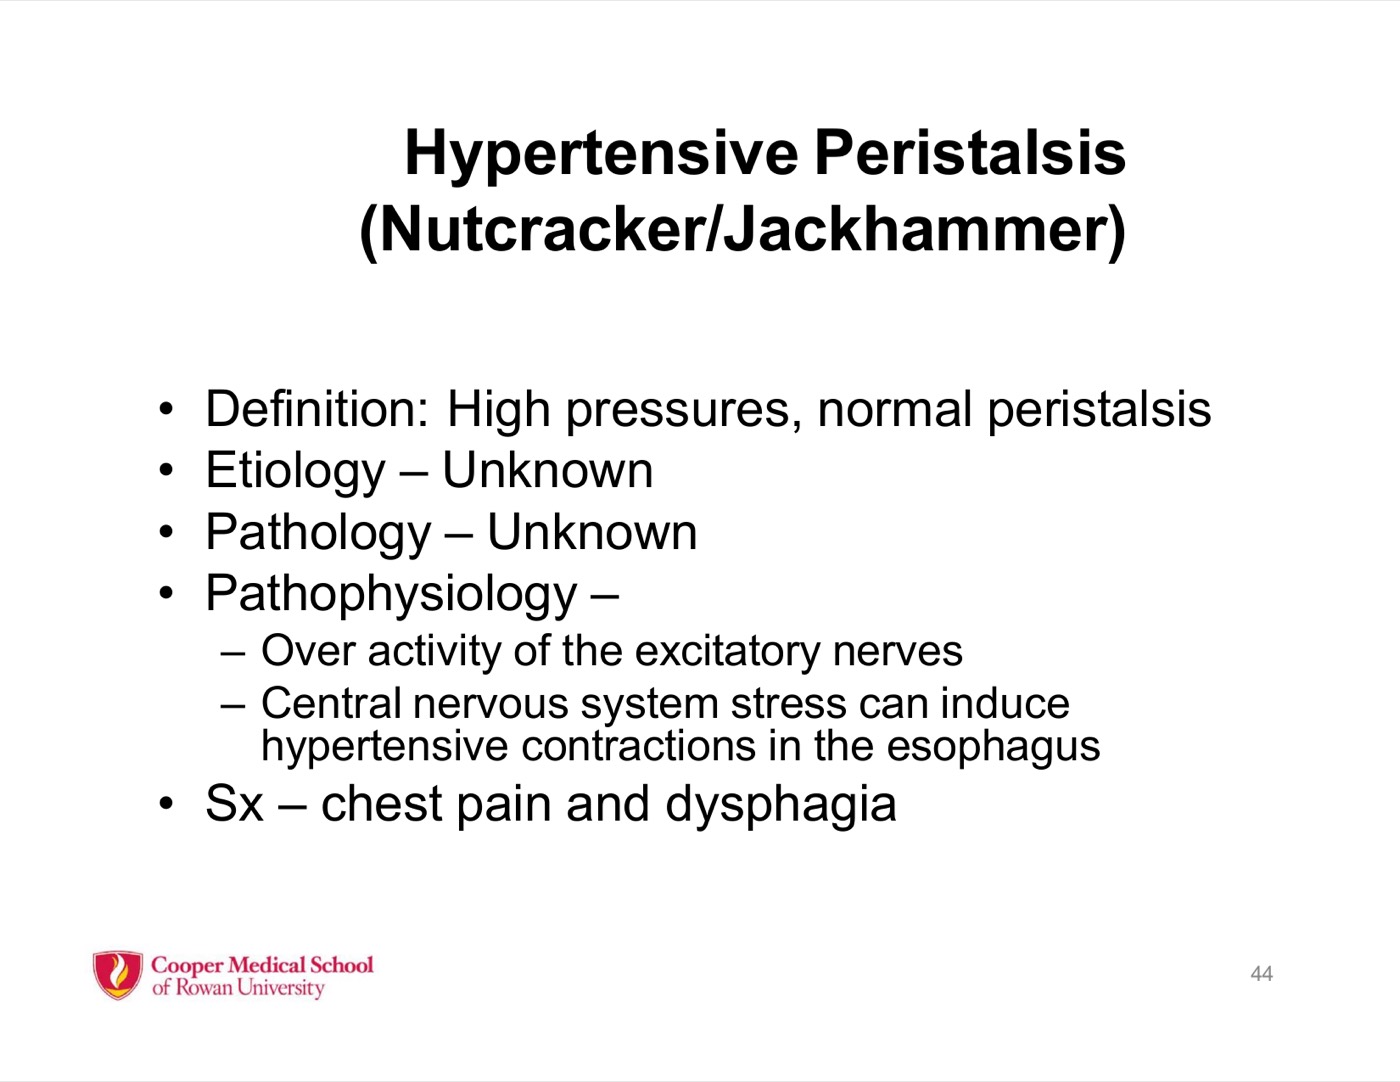 Hypertensive Peristalsis
(Nutcracker/Jackhammer)
• Definition: High pressures, normal peristalsis
• Etiology – Unknown
• Pathology – Unknown
• Pathophysiology –
– Over activity of the excitatory nerves
– Central nervous system stress can induce
hypertensive contractions in the esophagus
• Sx – chest pain and dysphagia
Cooper Medical School
of Rowan University
44